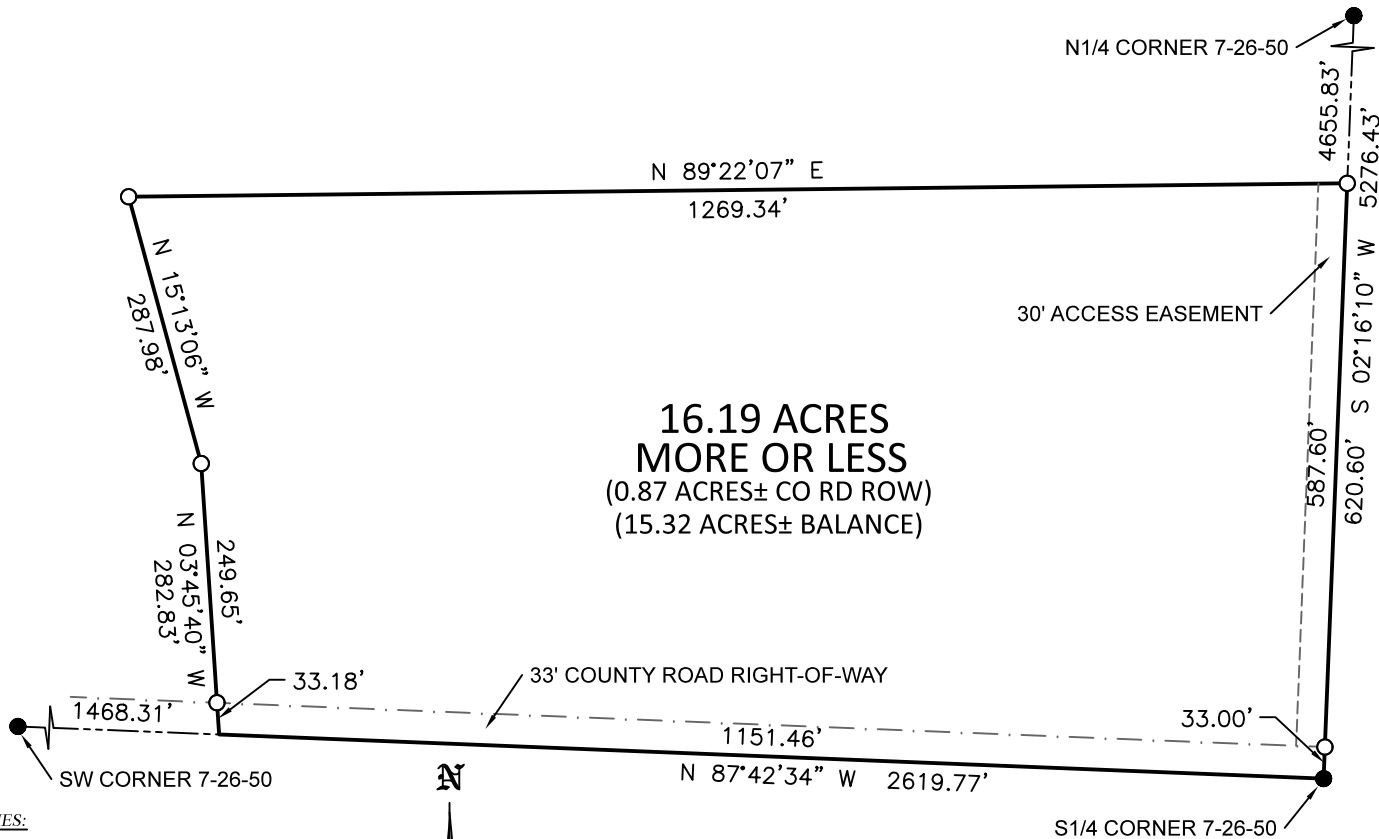 N1/4 CORNER 7-26-50
4655.83’
5276.43’
N 89°22’07” E
1269.34’
N 15°13’06” W
287.98’
30' ACCESS EASEMENT
S 02°16’10” W
587.60’
620.60’
16.19 ACRES
MORE OR LESS
(0.87 ACRES± CO RD ROW)
(15.32 ACRES± BALANCE)
249.65’
N 03°45’40” W
282.83’
33.18’
33' COUNTY ROAD RIGHT-OF-WAY
1468.31’
33.00’
1151.46’
N 87°42’34” W 2619.77’
SW CORNER 7-26-50
N
S1/4 CORNER 7-26-50